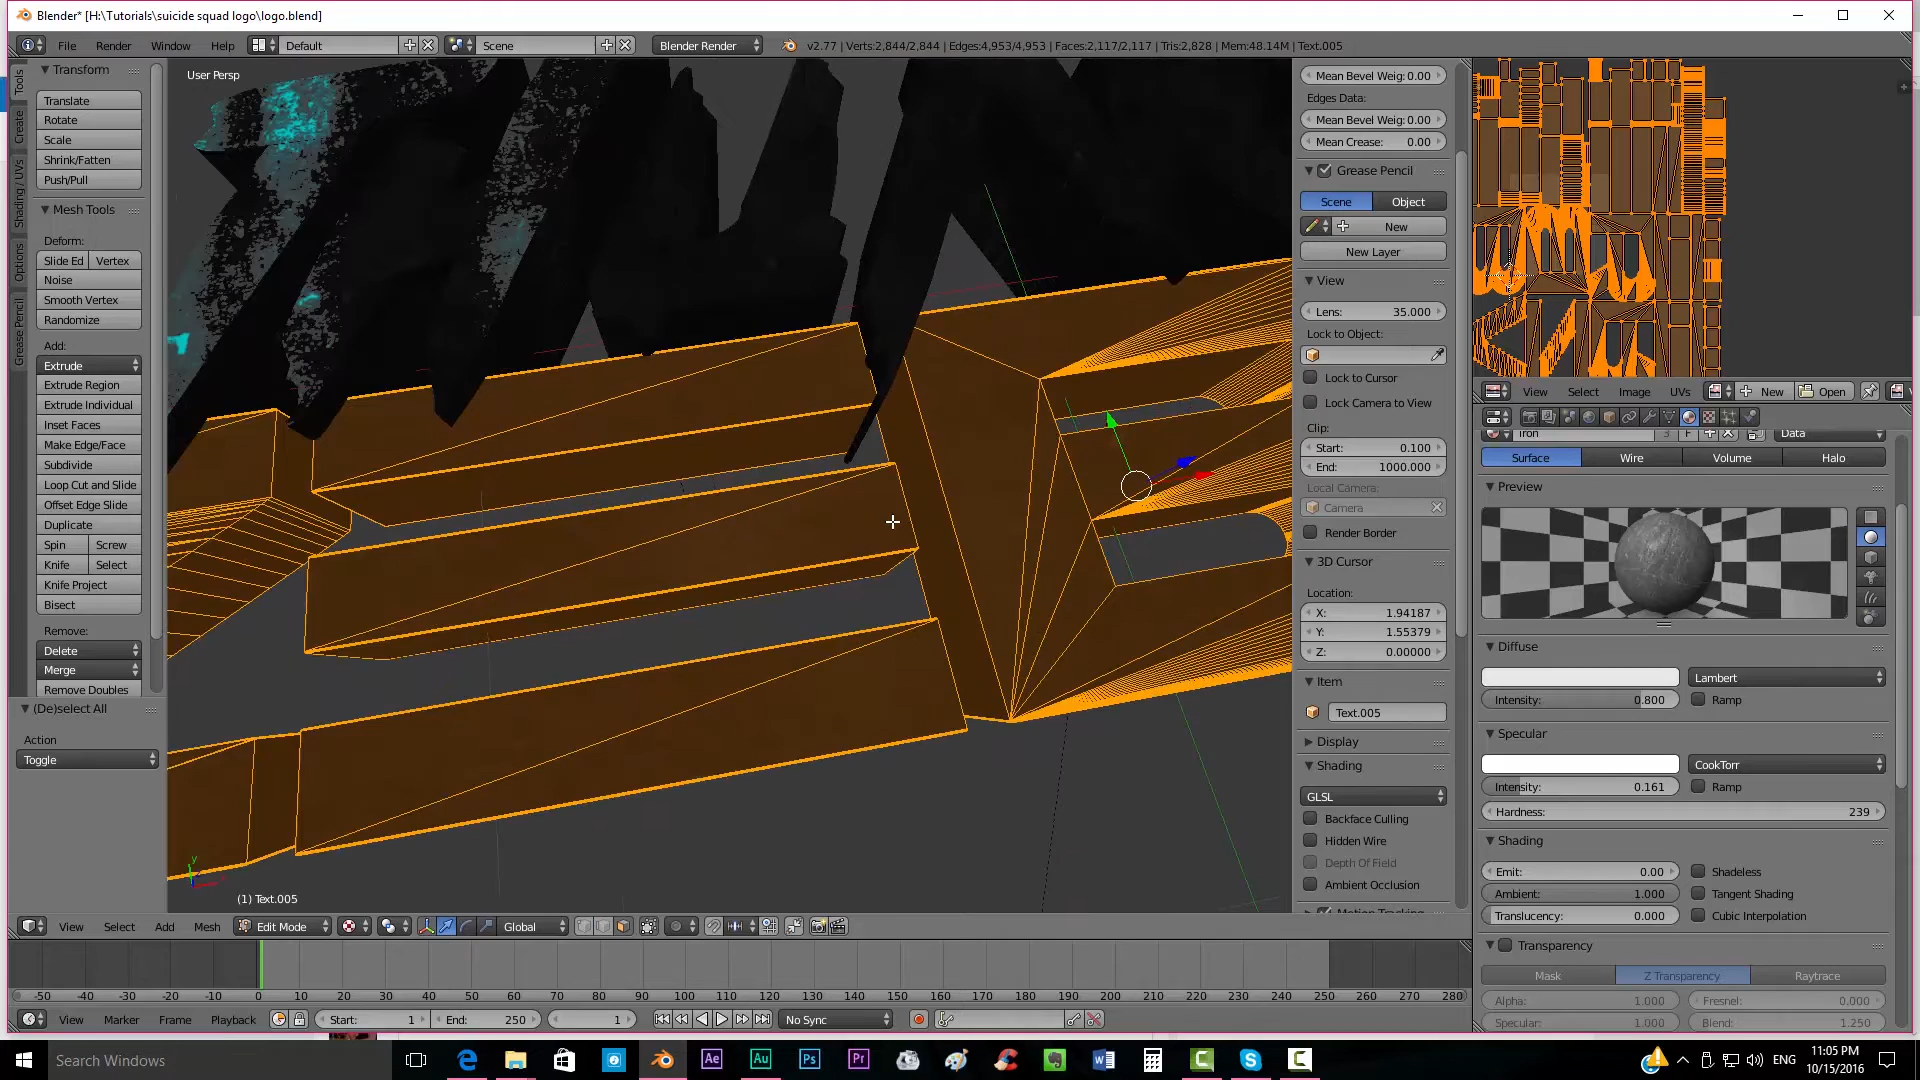 Blender* [H:\Tutorials\suicide squad logo\logo.blend]
File Render Window Help Default Scene Blender Render v2.77 | Verts:2,844/2,844 | Edges:4,953/4,953 | Faces:2,117/2,117 | Tris:2,828 | Mem:48.14M | Text.005
Tools
Create
Shading / UVs
Options
Grease Pencil
Transform
Translate
Rotate
Scale
Shrink/Fatten
Push/Pull
Mesh Tools
Deform:
Slide Ed Vertex
Noise
Smooth Vertex
Randomize
Add:
Extrude
Extrude Region
Extrude Individual
Inset Faces
Make Edge/Face
Subdivide
Loop Cut and Slide
Offset Edge Slide
Duplicate
Spin Screw
Knife Select
Knife Project
Bisect
Remove:
Delete
Merge
Remove Doubles
(De)select All
Action
Toggle
User Persp
(1) Text.005
Mean Bevel Weig: 0.00
Edges Data:
Mean Bevel Weig: 0.00
Mean Crease: 0.00
Grease Pencil
Scene Object
New
New Layer
View
Lens: 35.000
Lock to Object:
Lock to Cursor
Lock Camera to View
Clip:
Start: 0.100
End: 1000.000
Local Camera:
Camera
Render Border
3D Cursor
Location:
X: 1.94187
Y: 1.55379
Z: 0.00000
Item
Text.005
Display
Shading
GLSL
Backface Culling
Hidden Wire
Depth Of Field
Ambient Occlusion
Motion Tracking
View Select Image UVs New Open
Iron 3 F Data
Surface Wire Volume Halo
Preview
Diffuse
Lambert
Intensity: 0.800 Ramp
Specular
CookTorr
Intensity: 0.161 Ramp
Hardness: 239
Shading
Emit: 0.00 Shadeless
Ambient: 1.000 Tangent Shading
Translucency: 0.000 Cubic Interpolation
Transparency
Mask Z Transparency Raytrace
Alpha: 1.000 Fresnel: 0.000
Specular: 1.000 Blend: 1.250
View Select Add Mesh Edit Mode Global
-50 -40 -30 -20 -10 0 10 20 30 40 50 60 70 80 90 100 110 120 130 140 150 160 170 180 190 200 210 220 230 240 250 260 270 280
View Marker Frame Playback Start: 1 End: 250 1 No Sync
Search Windows
Ae Au Ps Pr
ENG
11:05 PM
10/15/2016